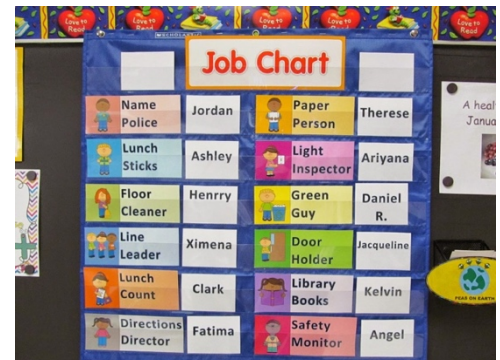 Love to Read
Love to Read
Love to Read
Love to Read
SCHOLASTIC
Job Chart
Name Police
Jordan
Paper Person
Therese
Lunch Sticks
Ashley
Light Inspector
Ariyana
Floor Cleaner
Henrry
Green Guy
Daniel R.
Line Leader
Ximena
Door Holder
Jacqueline
Lunch Count
Clark
Library Books
Kelvin
Directions Director
Fatima
Safety Monitor
Angel
A heal
Janua